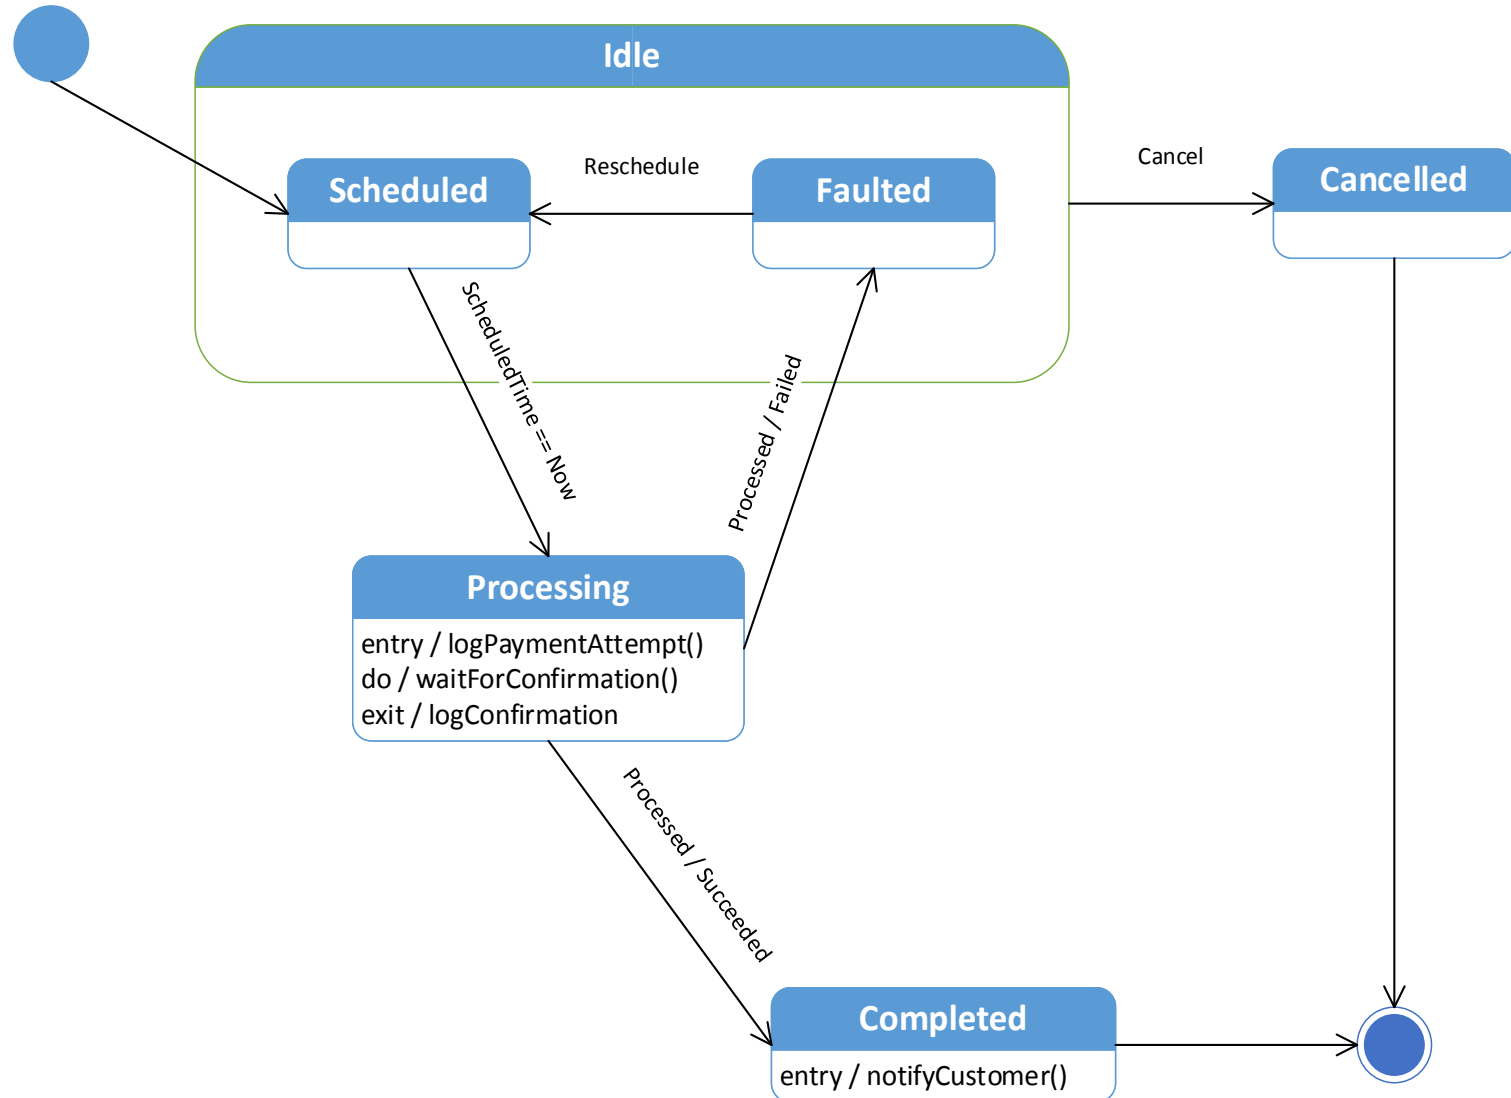 Idle
Scheduled
Reschedule
Faulted
Cancel
Cancelled
ScheduledTime == Now
Processed / Failed
Processing
entry / logPaymentAttempt()
do / waitForConfirmation()
exit / logConfirmation
Processed / Succeeded
Completed
entry / notifyCustomer()